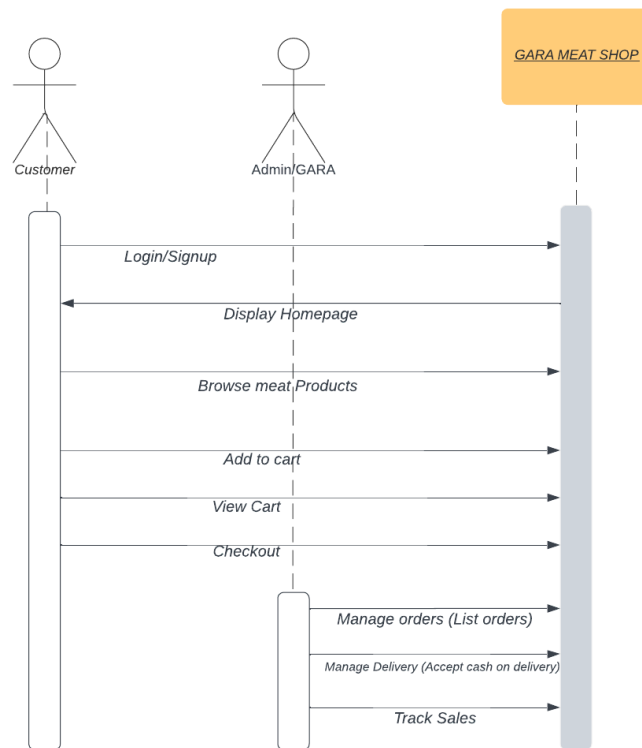 GARA MEAT SHOP
Customer
Admin/GARA
Login/Signup
Display Homepage
Browse meat Products
Add to cart
View Cart
Checkout
Manage orders (List orders)
Manage Delivery (Accept cash on delivery)
Track Sales